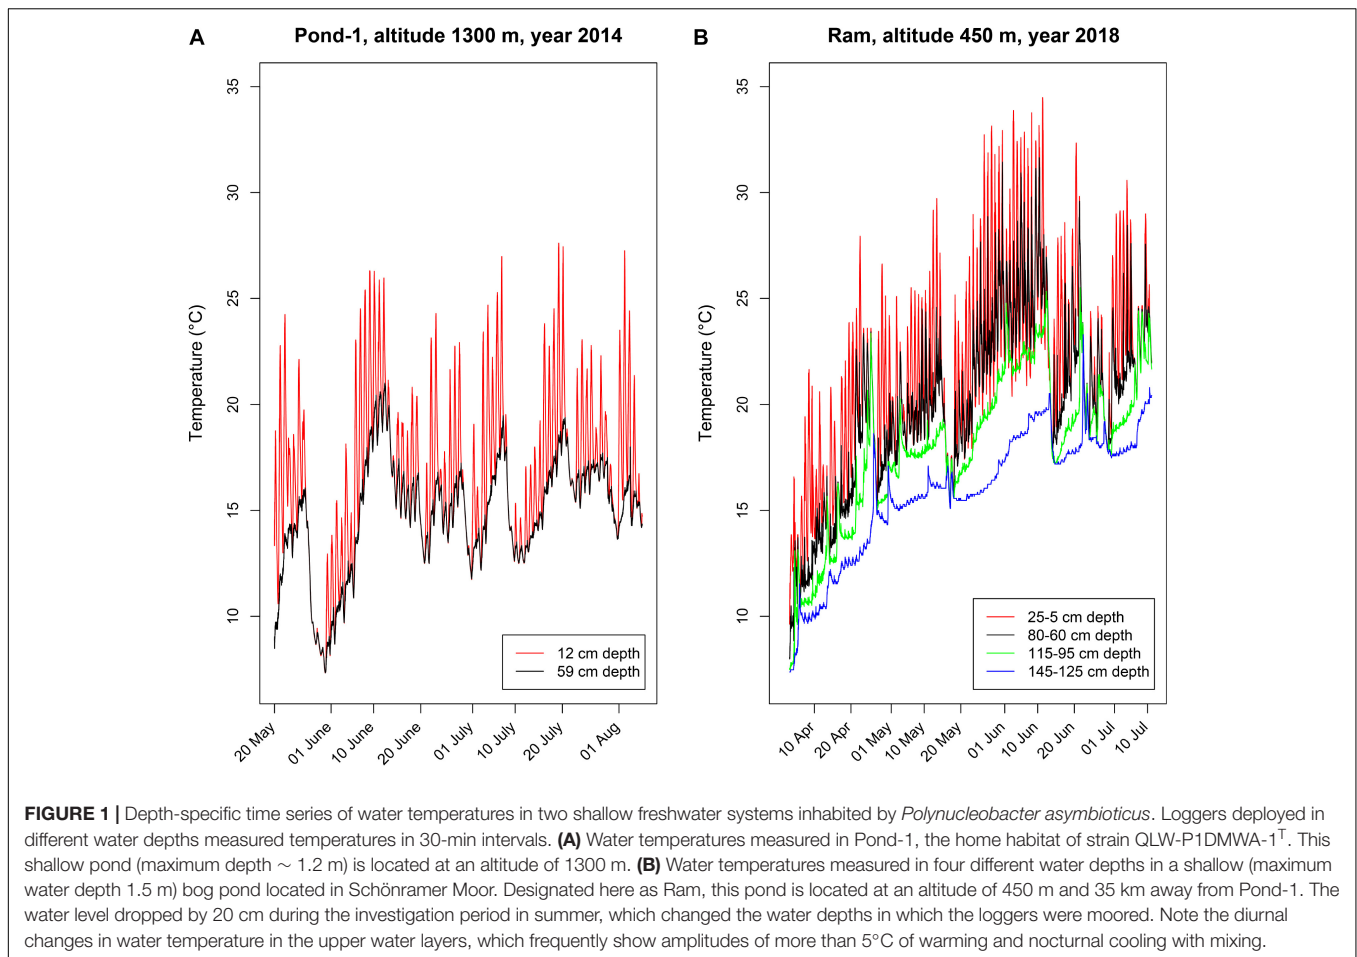 A
Pond-1, altitude 1300 m, year 2014
35
30
25
20
15
10
Temperature (°C)
12 cm depth
59 cm depth
20 May
01 June
10 June
20 June
01 July
10 July
20 July
01 Aug
B
Ram, altitude 450 m, year 2018
35
30
25
20
15
10
Temperature (°C)
25-5 cm depth
80-60 cm depth
115-95 cm depth
145-125 cm depth
10 Apr
20 Apr
01 May
10 May
20 May
01 Jun
10 Jun
20 Jun
01 Jul
10 Jul
FIGURE 1 | Depth-specific time series of water temperatures in two shallow freshwater systems inhabited by Polynucleobacter asymbioticus. Loggers deployed in
different water depths measured temperatures in 30-min intervals. (A) Water temperatures measured in Pond-1, the home habitat of strain QLW-P1DMWA-1ᵀ. This
shallow pond (maximum depth ∼ 1.2 m) is located at an altitude of 1300 m. (B) Water temperatures measured in four different water depths in a shallow (maximum
water depth 1.5 m) bog pond located in Schönramer Moor. Designated here as Ram, this pond is located at an altitude of 450 m and 35 km away from Pond-1. The
water level dropped by 20 cm during the investigation period in summer, which changed the water depths in which the loggers were moored. Note the diurnal
changes in water temperature in the upper water layers, which frequently show amplitudes of more than 5°C of warming and nocturnal cooling with mixing.